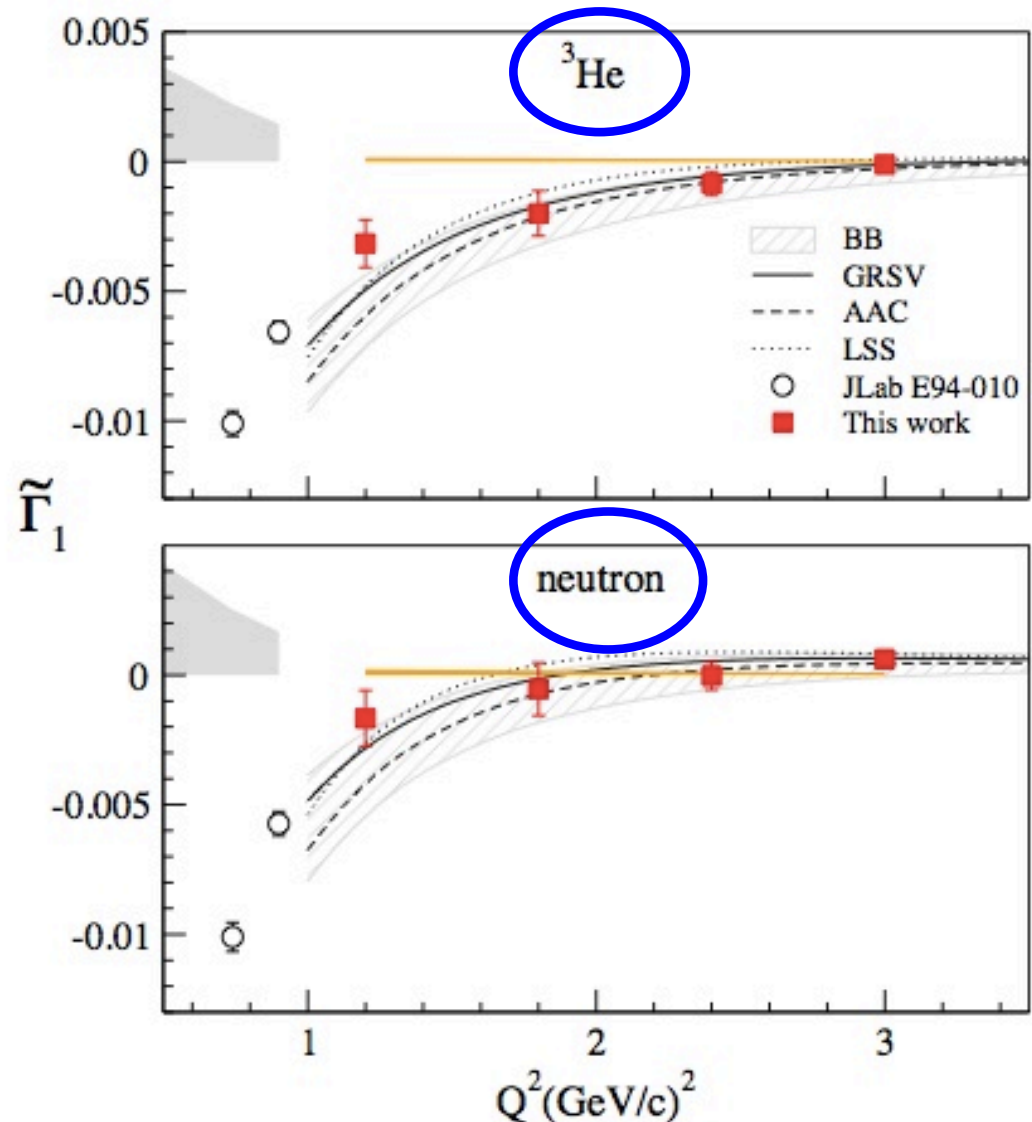 0.005
³He
0
-0.005
-0.01
BB
GRSV
AAC
LSS
JLab E94-010
This work
Γ̃₁
neutron
0
-0.005
-0.01
1 2 3
Q²(GeV/c)²